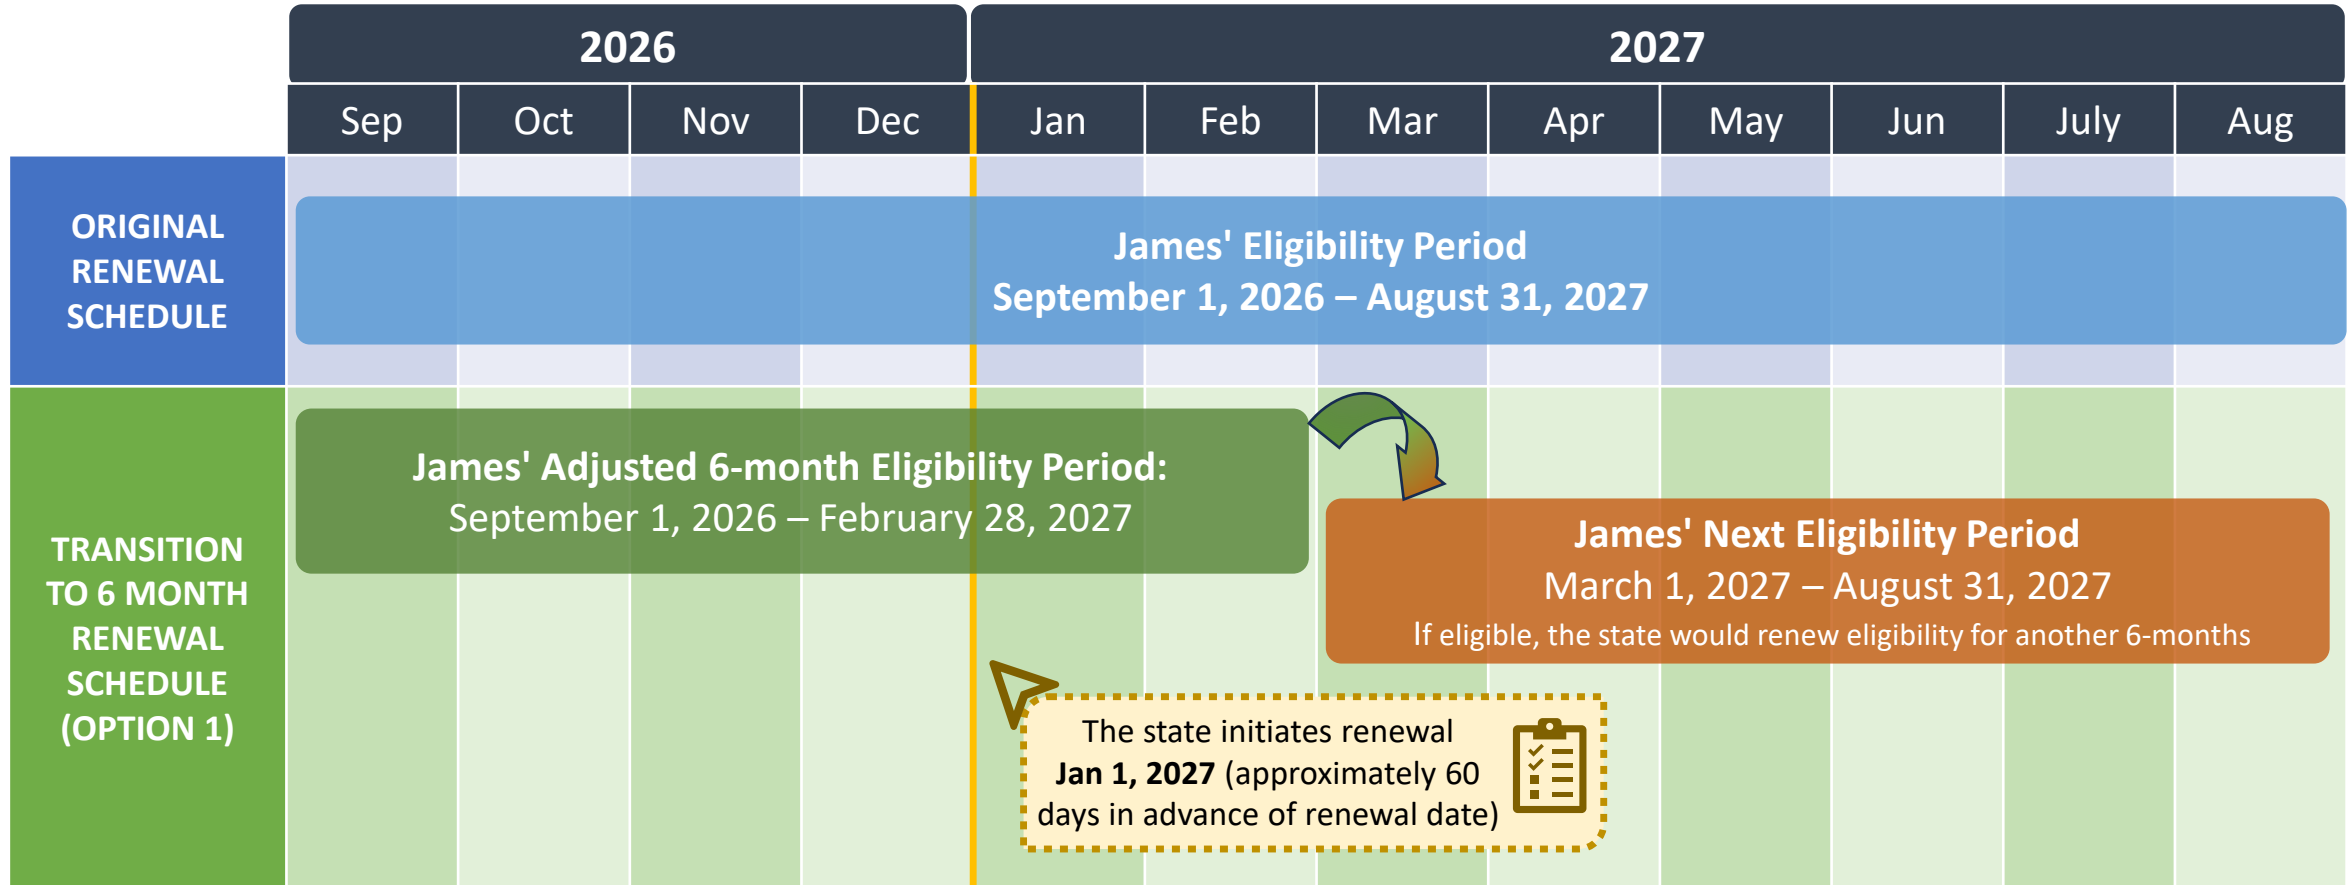 2026
2027
Sep
Oct
Nov
Dec
Jan
Feb
Mar
Apr
May
Jun
July
Aug
ORIGINAL
RENEWAL
SCHEDULE
James' Eligibility Period
September 1, 2026 – August 31, 2027
TRANSITION
TO 6 MONTH
RENEWAL
SCHEDULE
(OPTION 1)
James' Adjusted 6-month Eligibility Period:
September 1, 2026 – February 28, 2027
James' Next Eligibility Period
March 1, 2027 – August 31, 2027
If eligible, the state would renew eligibility for another 6-months
The state initiates renewal
Jan 1, 2027 (approximately 60
days in advance of renewal date)